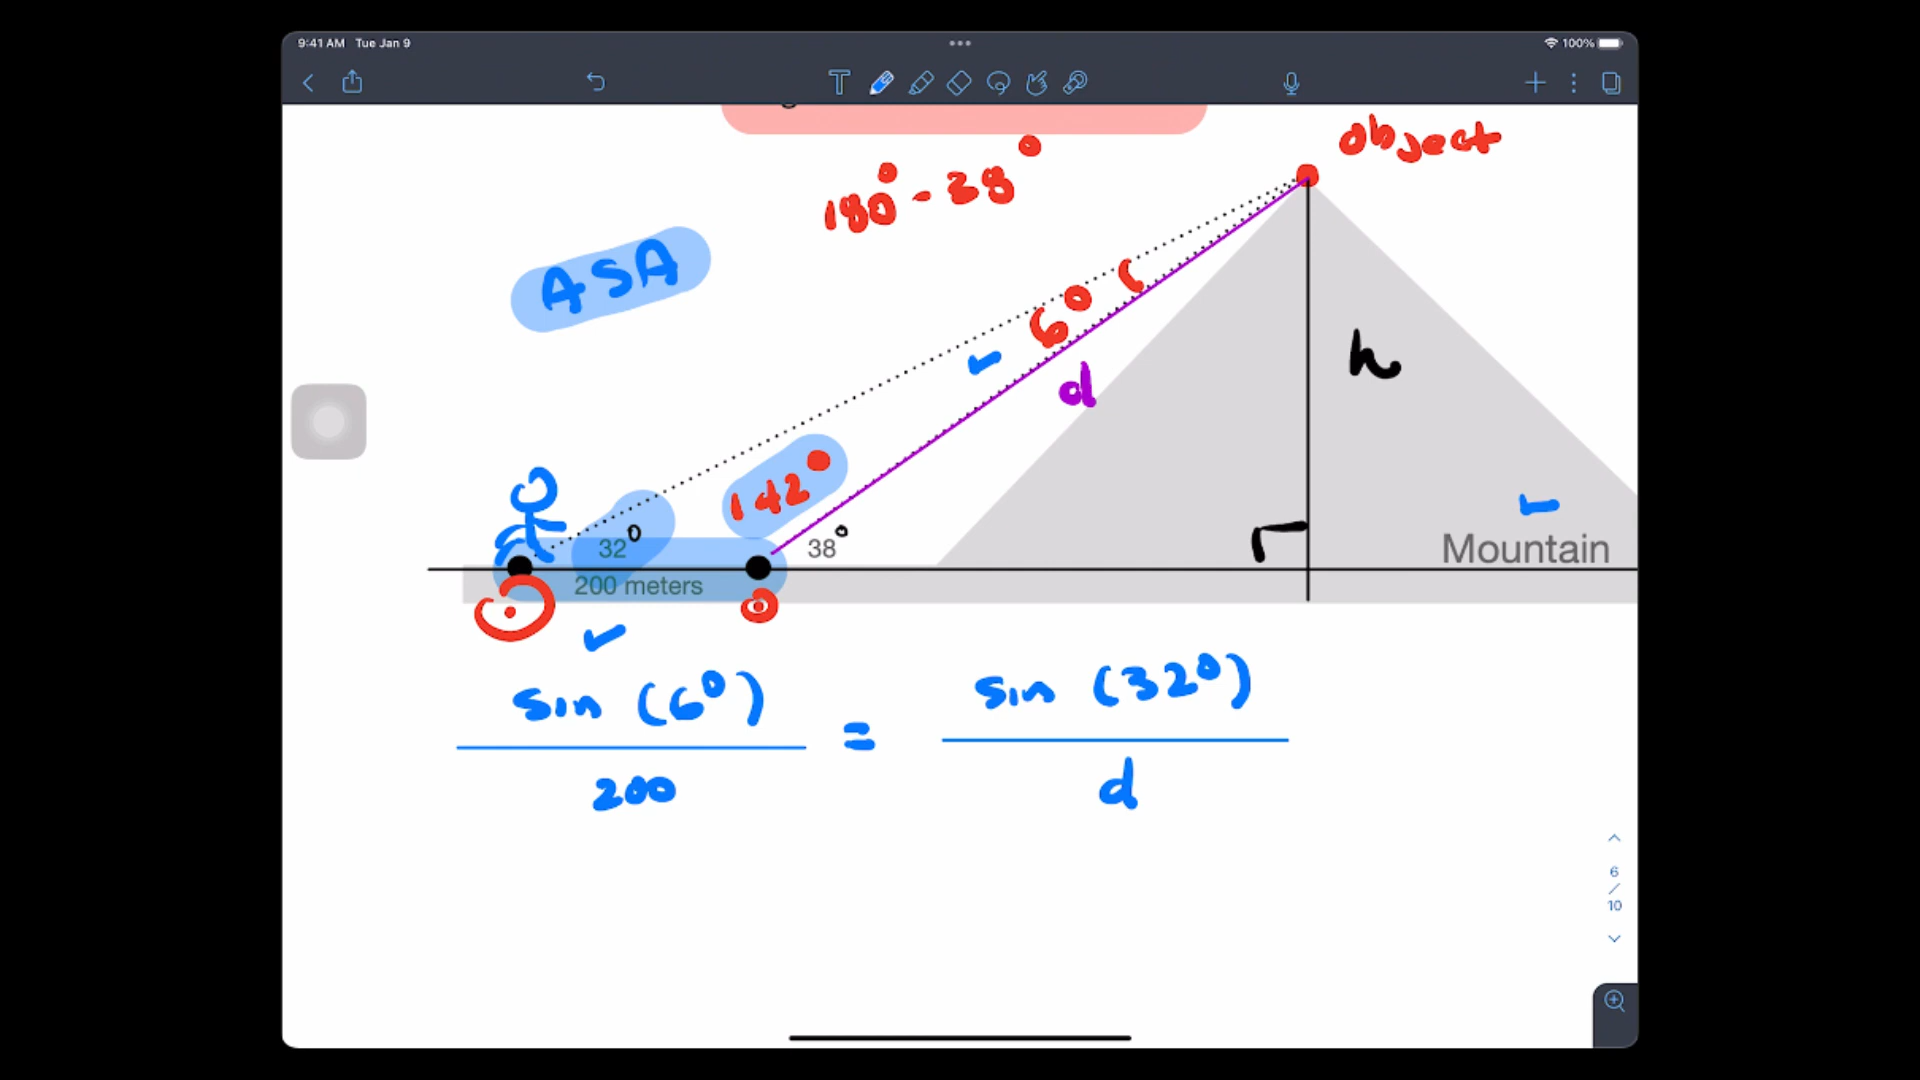 9:41 AM Tue Jan 9
100%
object
180° - 38°
ASA
6°
d
h
142°
32°
38°
Mountain
200 meters
sin (6°) = sin (32°)
200 d
6
/
10